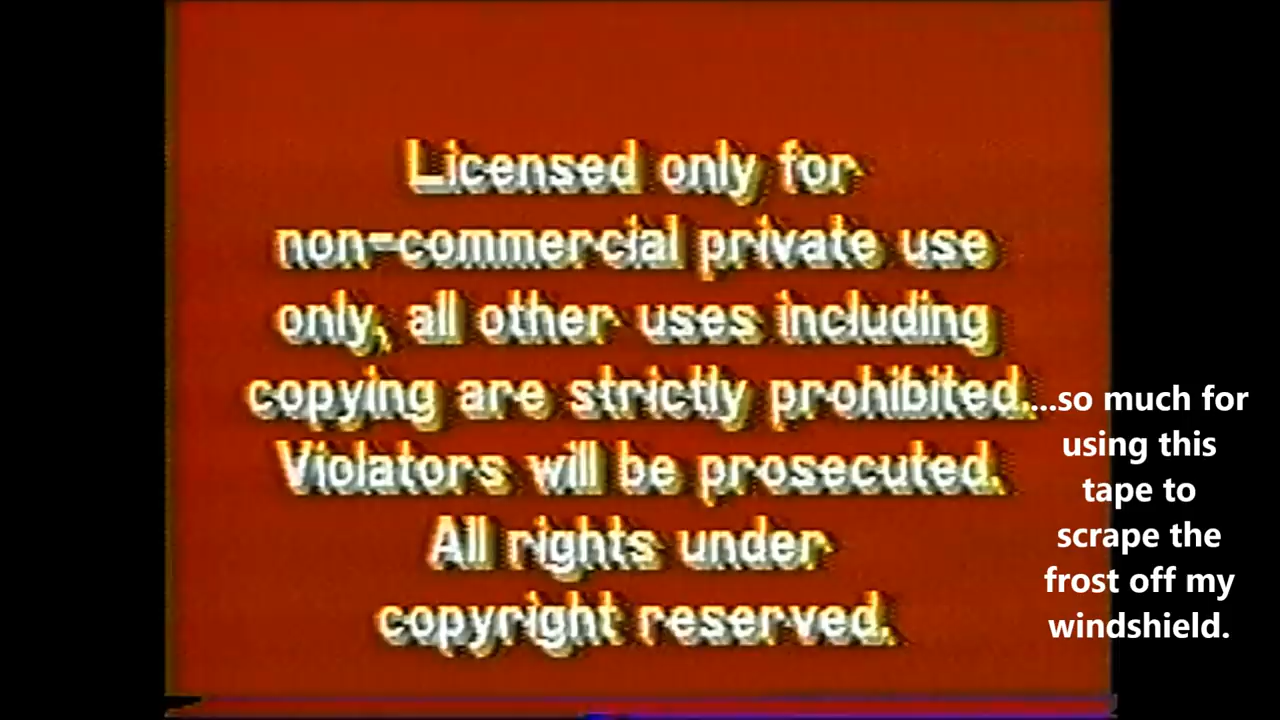 Licensed only for
non-commercial private use
only, all other uses including
copying are strictly prohibited.
Violators will be prosecuted.
All rights under
copyright reserved.
...so much for
using this
tape to
scrape the
frost off my
windshield.